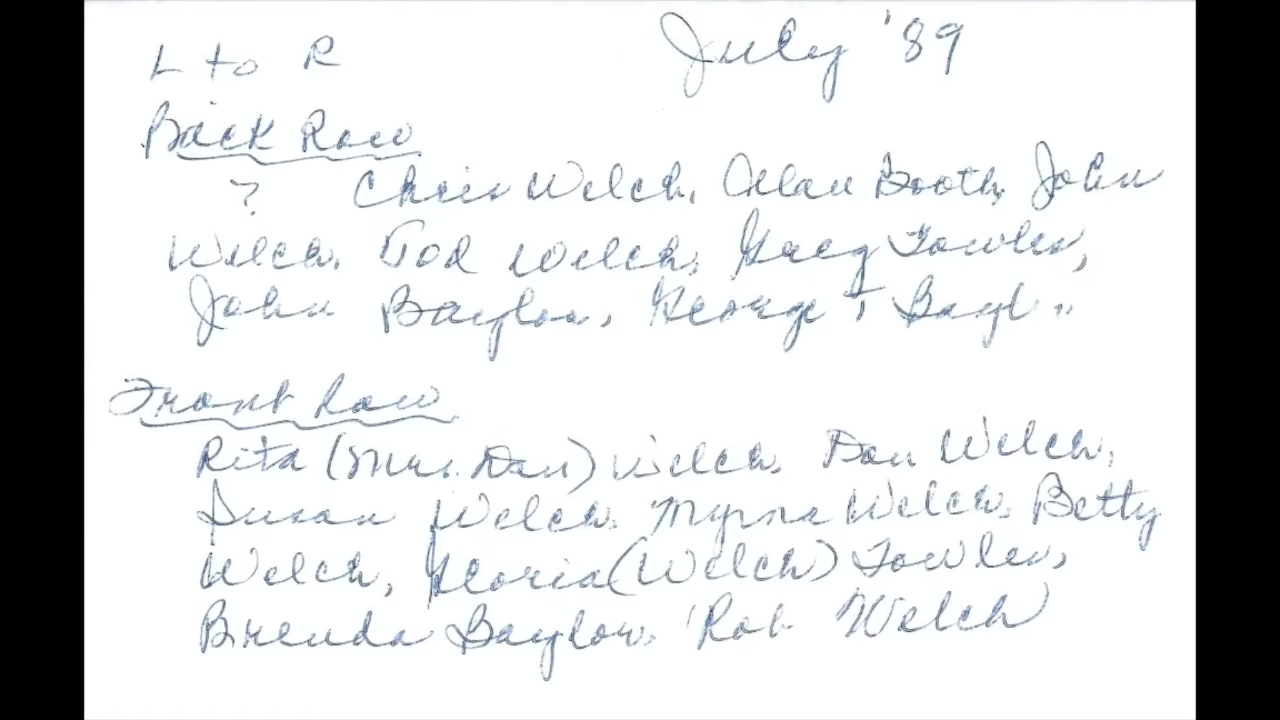 L to R July '89
Back Row
? Chris Welch, Allan Booth, John
Welch, Tod Welch, Greg Fowler,
John Baylor, George T Bayl "
Front Row
Rita (Mrs. Dan) Welch, Dan Welch,
Susan Welch, Myrna Welch, Betty
Welch, Gloria (Welch) Fowler,
Brenda Baylor, Rob Welch